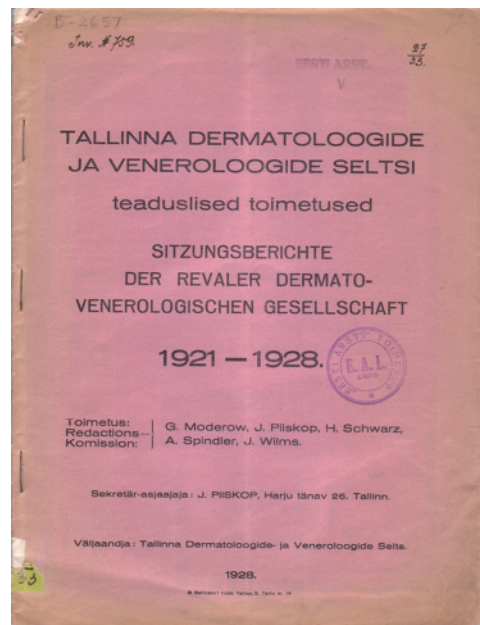 B-2657
Inv. # 759.
27
33.
EESTI ARST.
V
TALLINNA DERMATOLOOGIDE
JA VENEROLOOGIDE SELTSI
teaduslised toimetused
SITZUNGSBERICHTE
DER REVALER DERMATO-
VENEROLOGISCHEN GESELLSCHAFT
1921 — 1928.
E. A. L.
Toimetus:
Redactions-
Komission:
G. Moderow, J. Piiskop, H. Schwarz,
A. Spindler, J. Wilms.
Sekretär-asjaajaja: J. PIISKOP, Harju tänav 26. Tallinn.
Väljaandja: Tallinna Dermatoloogide- ja Veneroloogide Selts.
1928.